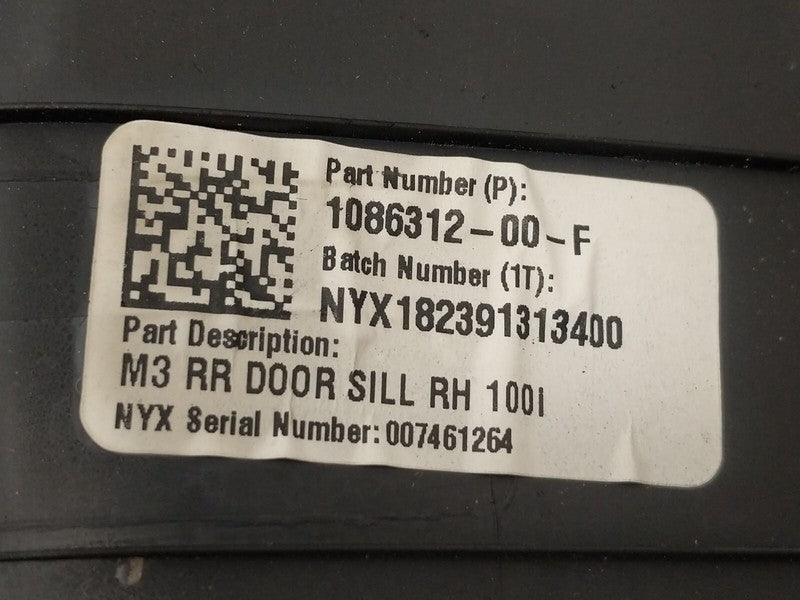 Part Number (P):
1086312-00-F
Batch Number (1T):
NYX182391313400
Part Description:
M3 RR DOOR SILL RH 100i
NYX Serial Number: 007461264